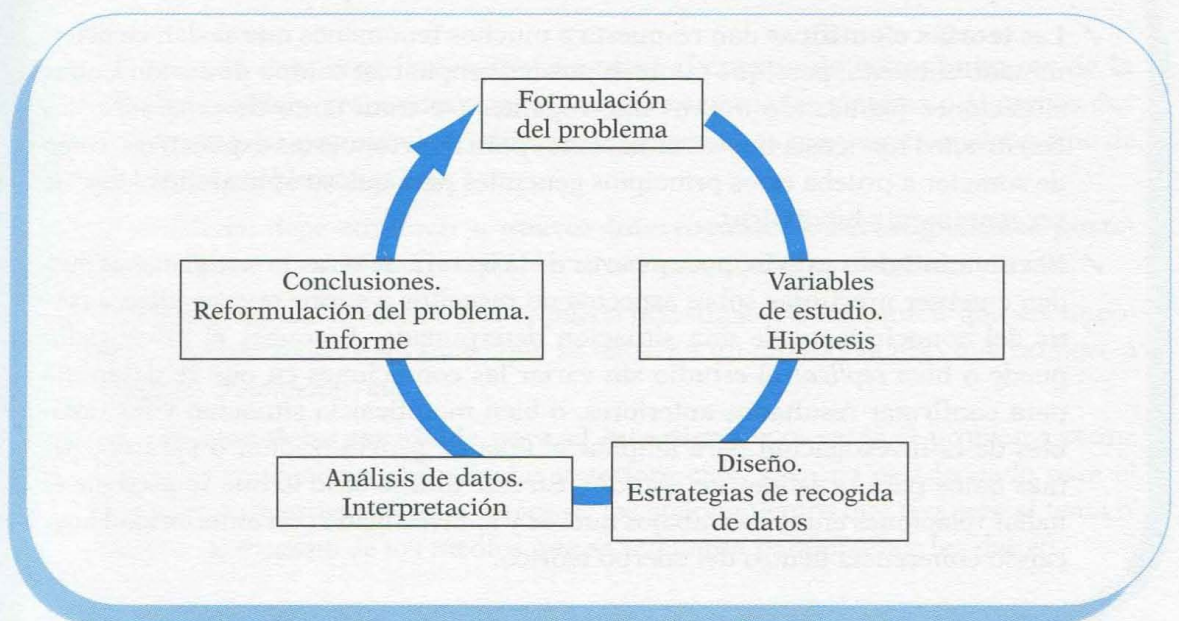 Formulación
del problema
Variables
de estudio.
Hipótesis
Diseño.
Estrategias de recogida
de datos
Análisis de datos.
Interpretación
Conclusiones.
Reformulación del problema.
Informe